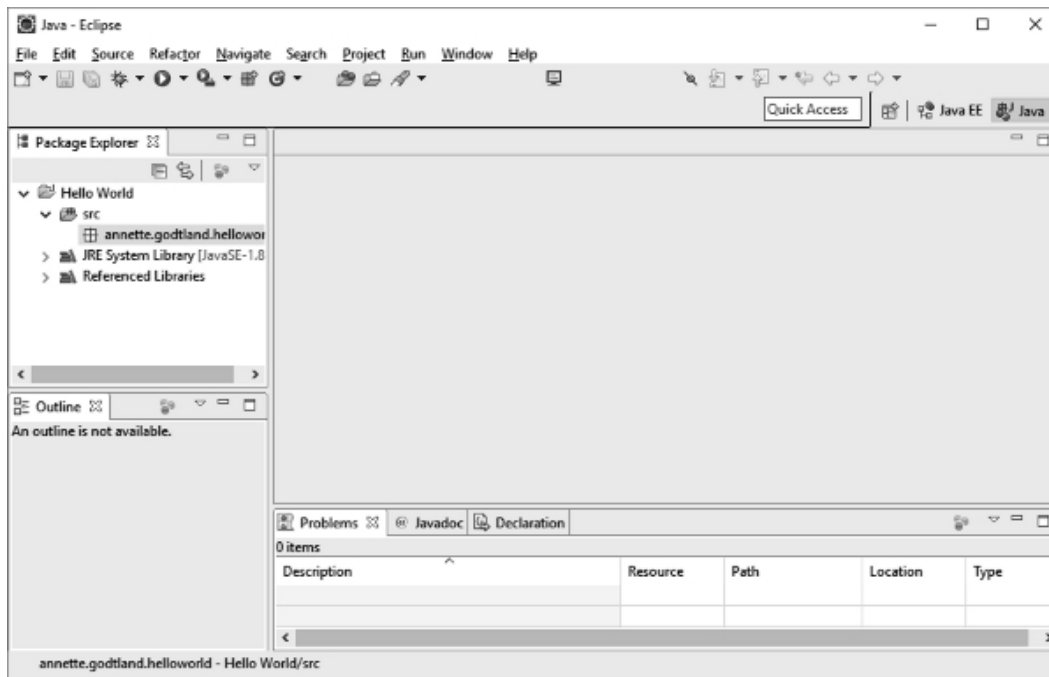 Java - Eclipse
File Edit Source Refactor Navigate Search Project Run Window Help
Quick Access
Java EE
Java
Package Explorer
Hello World
src
annette.godtland.hellowor
JRE System Library [JavaSE-1.8
Referenced Libraries
Outline
An outline is not available.
Problems
Javadoc
Declaration
0 items
Description Resource Path Location Type
annette.godtland.helloworld - Hello World/src